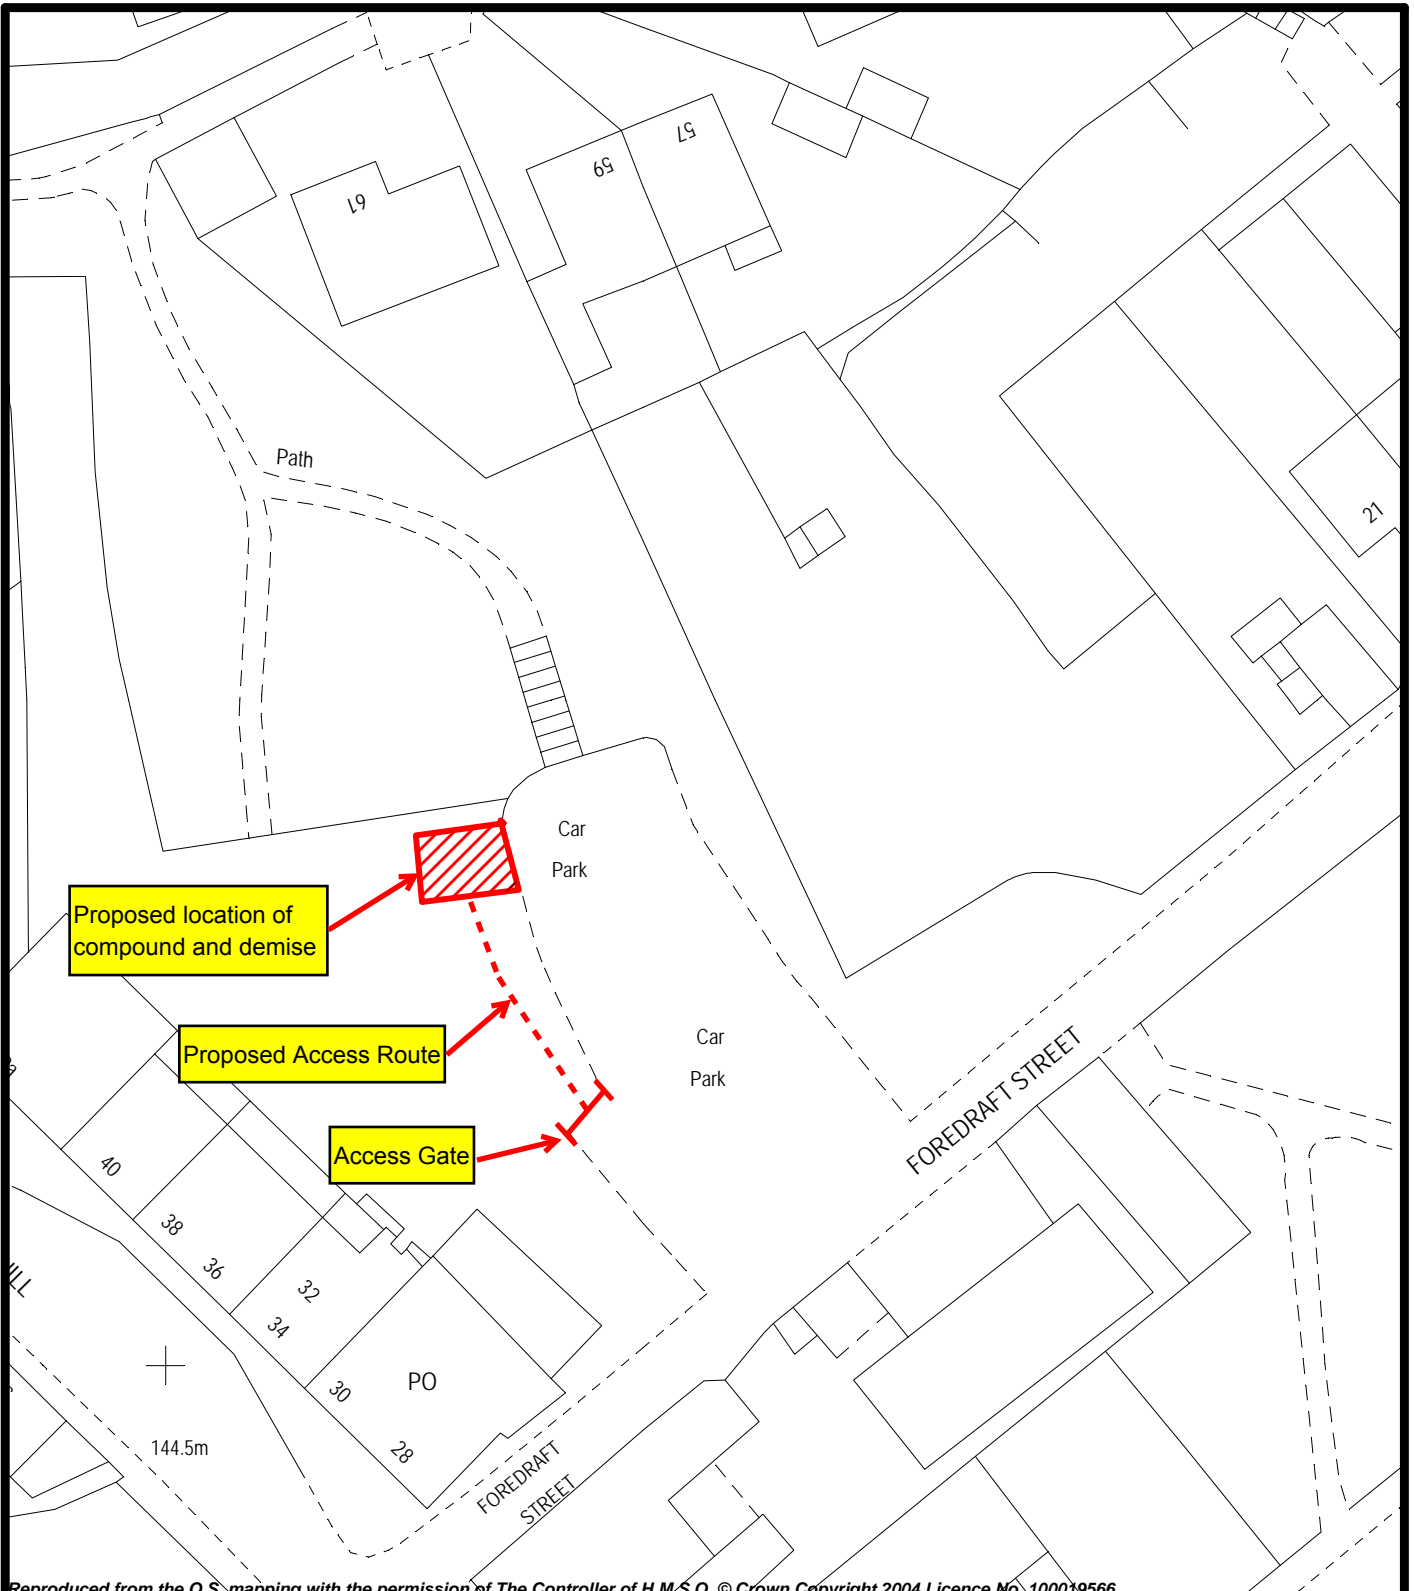 57
59
61
Path
21
Car
Park
Proposed location of
compound and demise
Car
Park
Proposed Access Route
FOREDRAFT STREET
Access Gate
40
38
36
32
34
30
PO
28
144.5m
FOREDRAFT
STREET
Reproduced from the O.S. mapping with the permission of The Controller of H.M.S.O. © Crown Copyright 2004 Licence No. 100019566